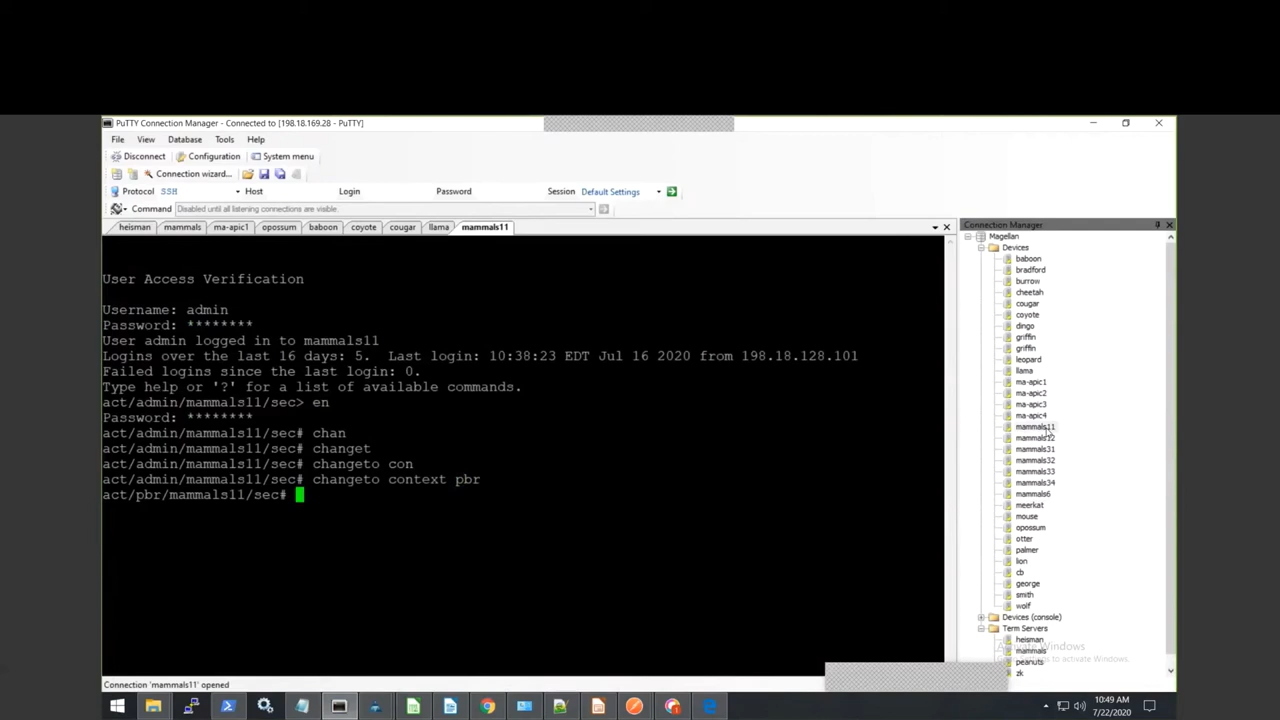 PuTTY Connection Manager - Connected to [198.18.169.28 - PuTTY]
File View Database Tools Help
Disconnect Configuration System menu
Connection wizard...
Protocol SSH Host Login Password Session Default Settings
Command Disabled until all listening connections are visible.
heisman mammals ma-apic1 opossum baboon coyote cougar llama mammals11
User Access Verification
Username: admin
Password: ********
User admin logged in to mammals11
Logins over the last 16 days: 5. Last login: 10:38:23 EDT Jul 16 2020 from 198.18.128.101
Failed logins since the last login: 0.
Type help or '?' for a list of available commands.
act/admin/mammals11/sec> en
Password: ********
act/admin/mammals11/sec# chan
act/admin/mammals11/sec# changet
act/admin/mammals11/sec# changeto con
act/admin/mammals11/sec# changeto context pbr
act/pbr/mammals11/sec#
Connection Manager
Magellan
Devices
baboon
bradford
burrow
cheetah
cougar
coyote
dingo
griffin
griffin
leopard
llama
ma-apic1
ma-apic2
ma-apic3
ma-apic4
mammals11
mammals12
mammals31
mammals32
mammals33
mammals34
mammals6
meerkat
mouse
opossum
otter
palmer
lion
cb
george
smith
wolf
Devices (console)
Term Servers
heisman
mammals
peanuts
zk
Activate Windows
Go to Settings to activate Windows.
Connection 'mammals11' opened
10:49 AM
7/22/2020